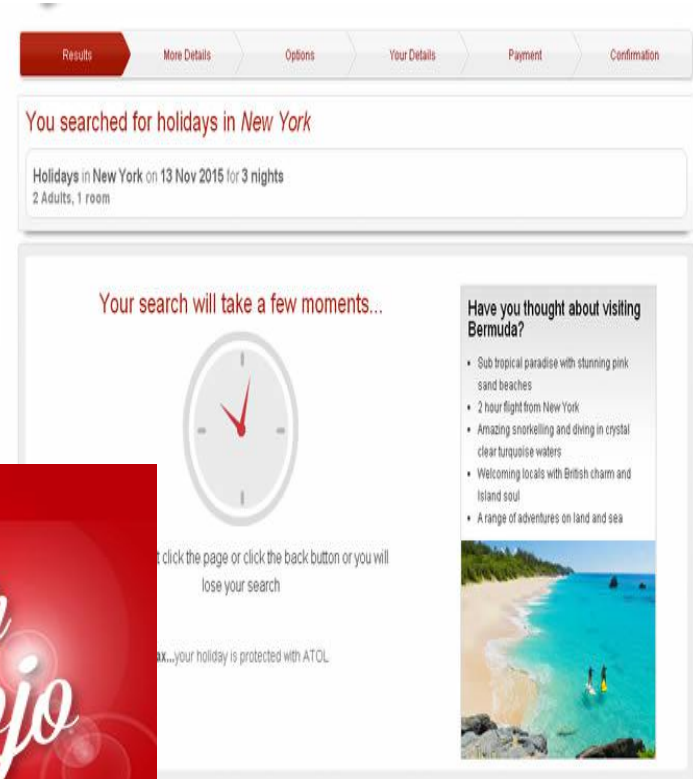 Results More Details Options Your Details Payment Confirmation
You searched for holidays in New York
Holidays in New York on 13 Nov 2015 for 3 nights
2 Adults, 1 room
Your search will take a few moments...
click the page or click the back button or you will
lose your search
your holiday is protected with ATOL
Have you thought about visiting
Bermuda?
• Sub tropical paradise with stunning pink
sand beaches
• 2 hour flight from New York
• Amazing snorkelling and diving in crystal
clear turquoise waters
• Welcoming locals with British charm and
Island soul
• A range of adventures on land and sea